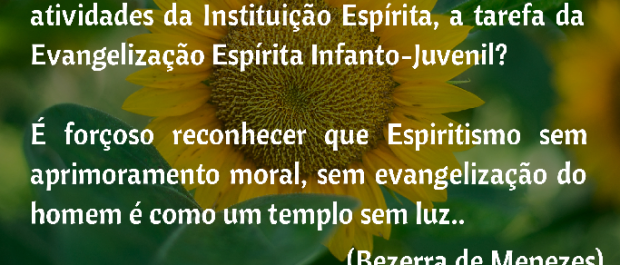 atividades da Instituição Espírita, a tarefa da
Evangelização Espírita Infanto-Juvenil?
É forçoso reconhecer que Espiritismo sem
aprimoramento moral, sem evangelização do
homem é como um templo sem luz..
(Bezerra de Menezes)